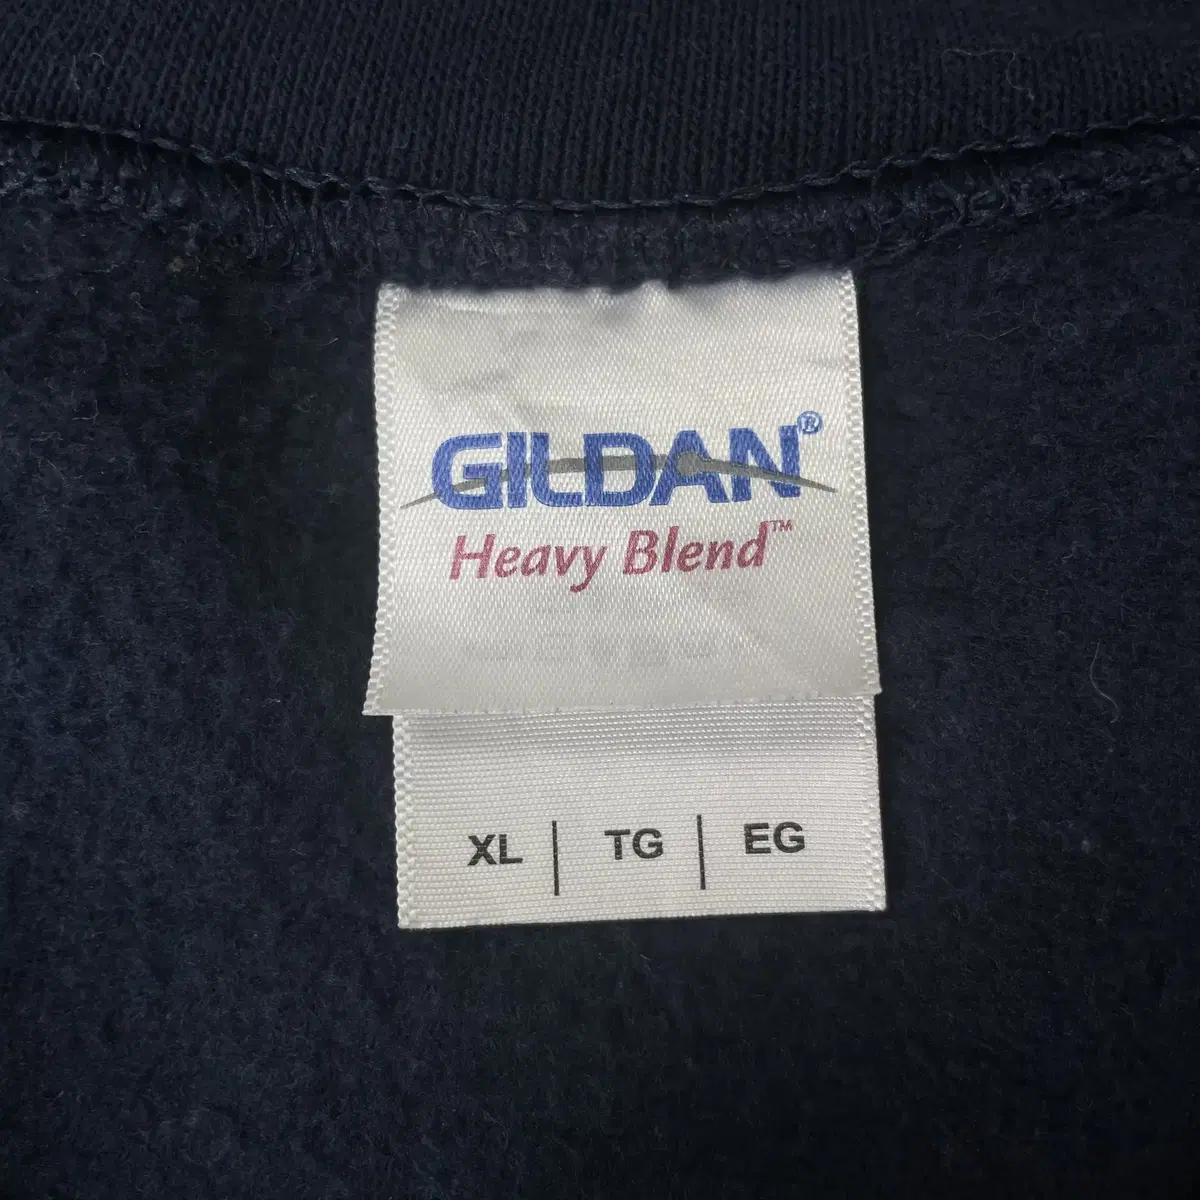 GILDAN®
Heavy Blend™
XL | TG | EG